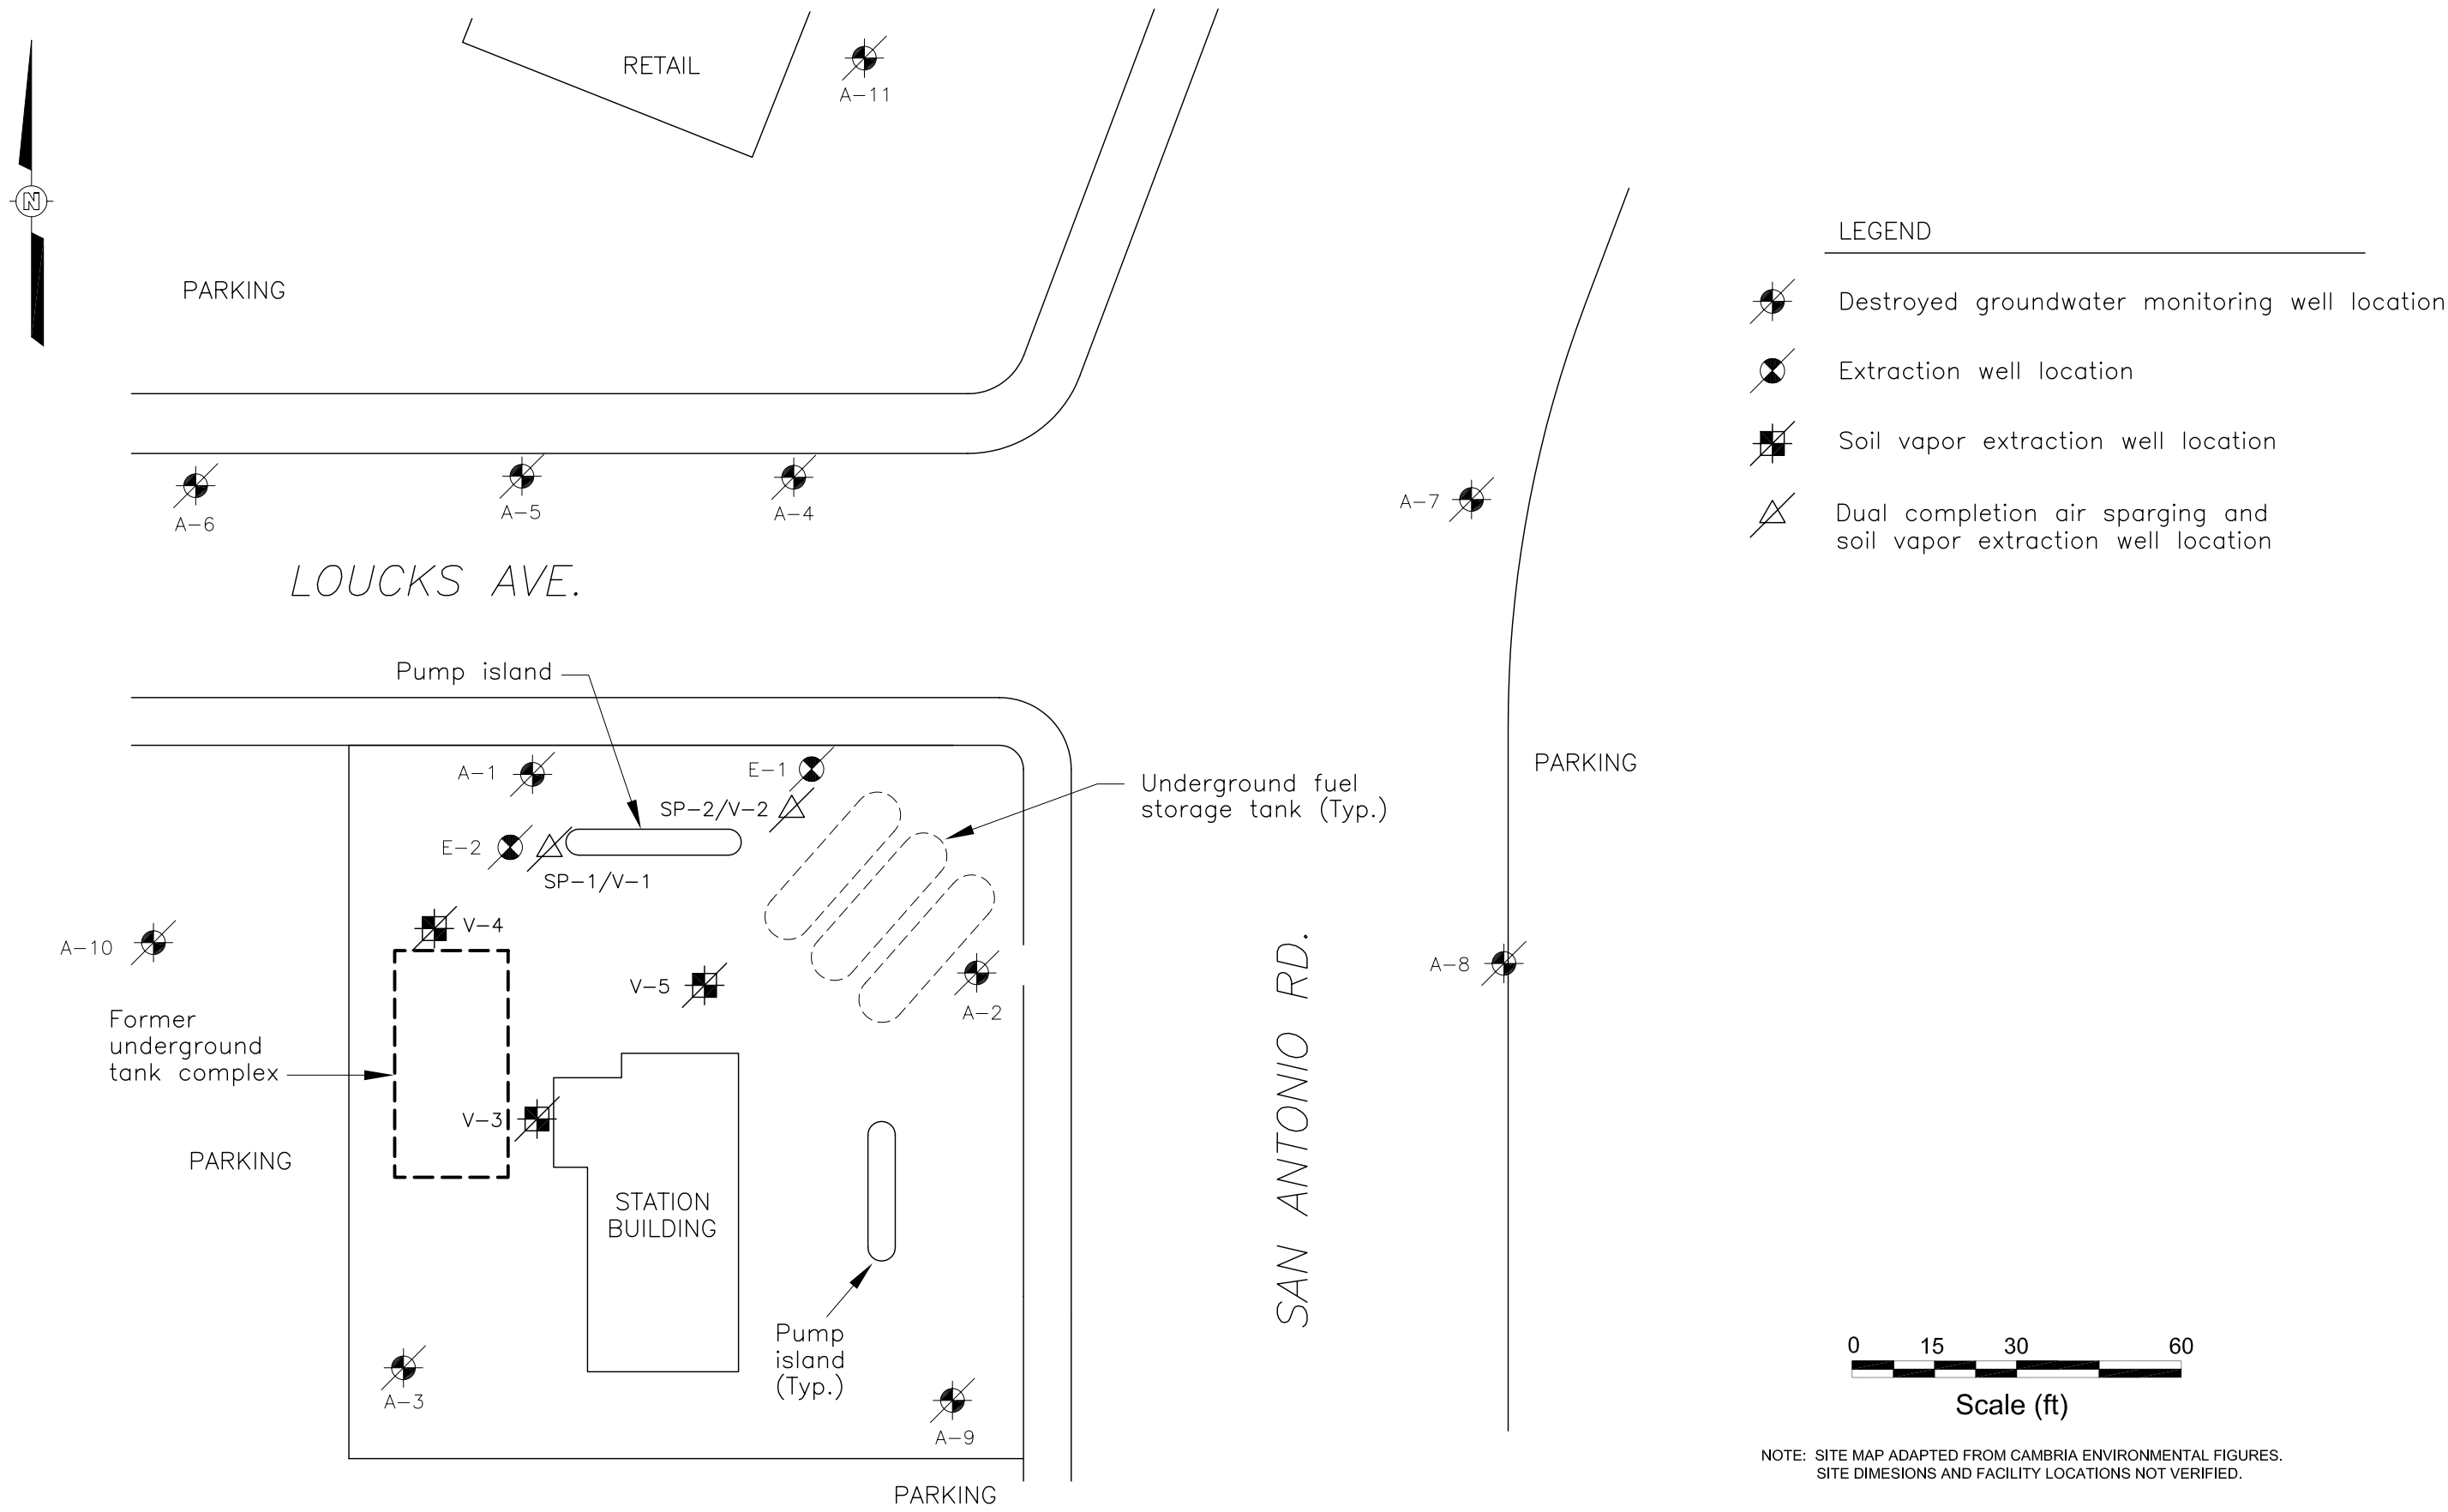 RETAIL
A-11
N
PARKING
LEGEND
Destroyed groundwater monitoring well location
Extraction well location
Soil vapor extraction well location
Dual completion air sparging and
soil vapor extraction well location
A-6
A-5
A-4
A-7
LOUCKS AVE.
Pump island
PARKING
A-1
E-1
SP-2/V-2
Underground fuel
storage tank (Typ.)
E-2
SP-1/V-1
V-4
A-10
V-5
A-2
A-8
SAN ANTONIO RD.
Former
underground
tank complex
V-3
PARKING
STATION
BUILDING
Pump
island
(Typ.)
A-3
A-9
PARKING
0 15 30 60
Scale (ft)
NOTE: SITE MAP ADAPTED FROM CAMBRIA ENVIRONMENTAL FIGURES.
SITE DIMESIONS AND FACILITY LOCATIONS NOT VERIFIED.